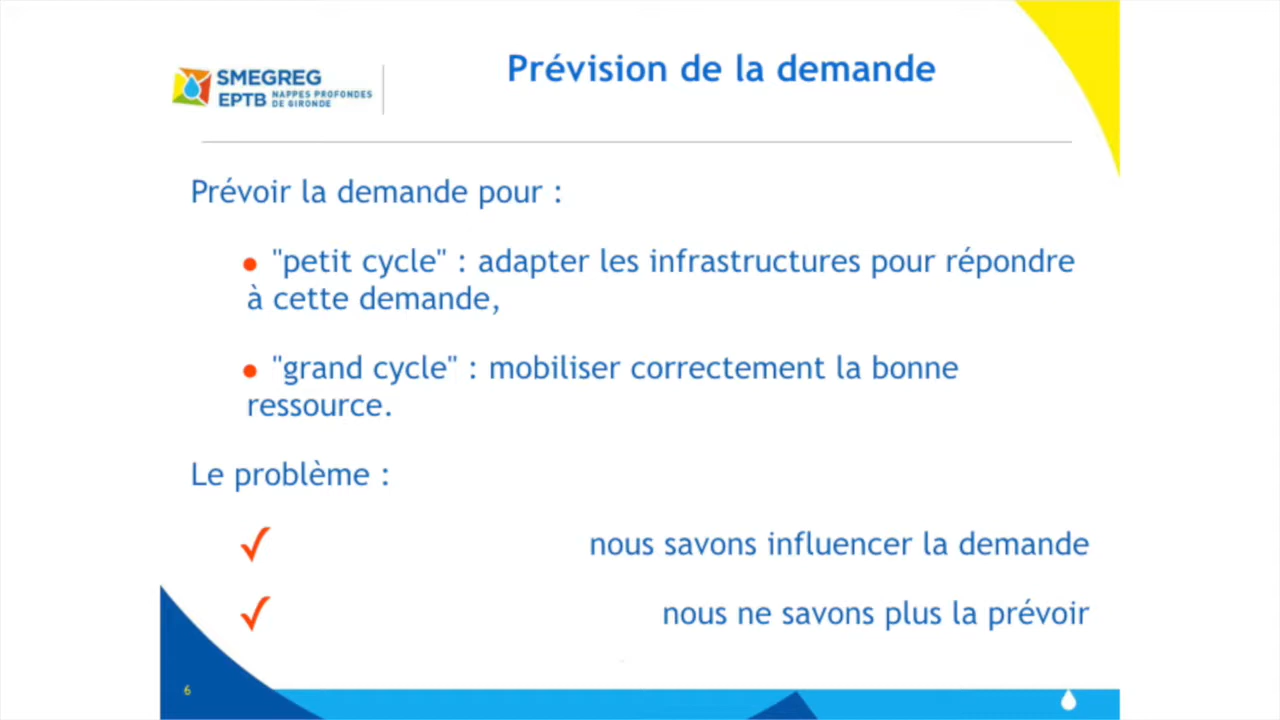 SMEGREG
EPTB NAPPES PROFONDES
DE GIRONDE
Prévision de la demande
Prévoir la demande pour :
● "petit cycle" : adapter les infrastructures pour répondre
à cette demande,
● "grand cycle" : mobiliser correctement la bonne
ressource.
Le problème :
✓ nous savons influencer la demande
✓ nous ne savons plus la prévoir
6